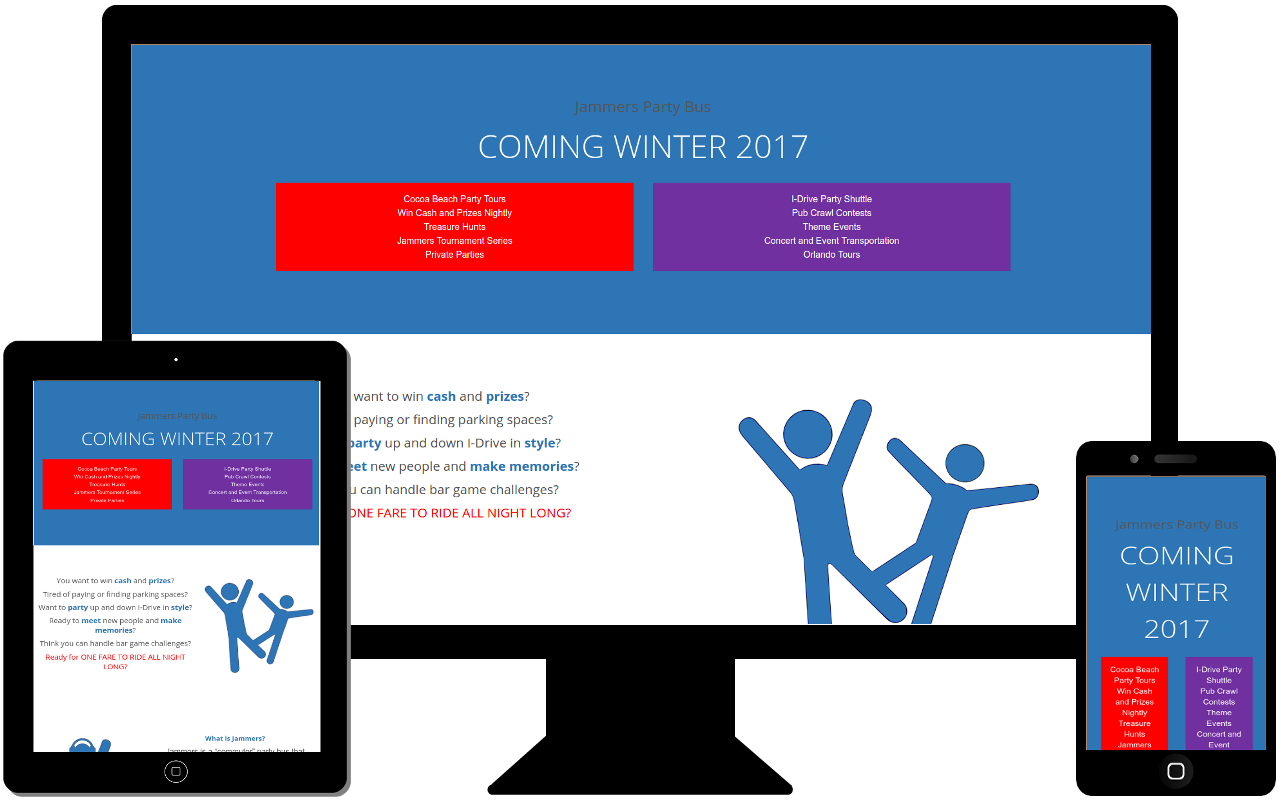 Jammers Party Bus
COMING WINTER 2017
Cocoa Beach Party Tours
Win Cash and Prizes Nightly
Treasure Hunts
Jammers Tournament Series
Private Parties
I-Drive Party Shuttle
Pub Crawl Contests
Theme Events
Concert and Event Transportation
Orlando Tours
want to win cash and prizes?
paying or finding parking spaces?
party up and down I-Drive in style?
eet new people and make memories?
u can handle bar game challenges?
ONE FARE TO RIDE ALL NIGHT LONG?
Jammers Party Bus
COMING WINTER 2017
Cocoa Beach Party Tours
Win Cash and Prizes Nightly
Treasure Hunts
Jammers Tournament Series
Private Parties
I-Drive Party Shuttle
Pub Crawl Contests
Theme Events
Concert and Event Transportation
Orlando Tours
You want to win cash and prizes?
Tired of paying or finding parking spaces?
Want to party up and down I-Drive in style?
Ready to meet new people and make
memories?
Think you can handle bar game challenges?
Ready for ONE FARE TO RIDE ALL NIGHT
LONG?
What Is Jammers?
Jammers is a "commuter" party bus that
Jammers Party Bus
COMING
WINTER
2017
Cocoa Beach
Party Tours
Win Cash
and Prizes
Nightly
Treasure
Hunts
Jammers
I-Drive Party
Shuttle
Pub Crawl
Contests
Theme
Events
Concert and
Event